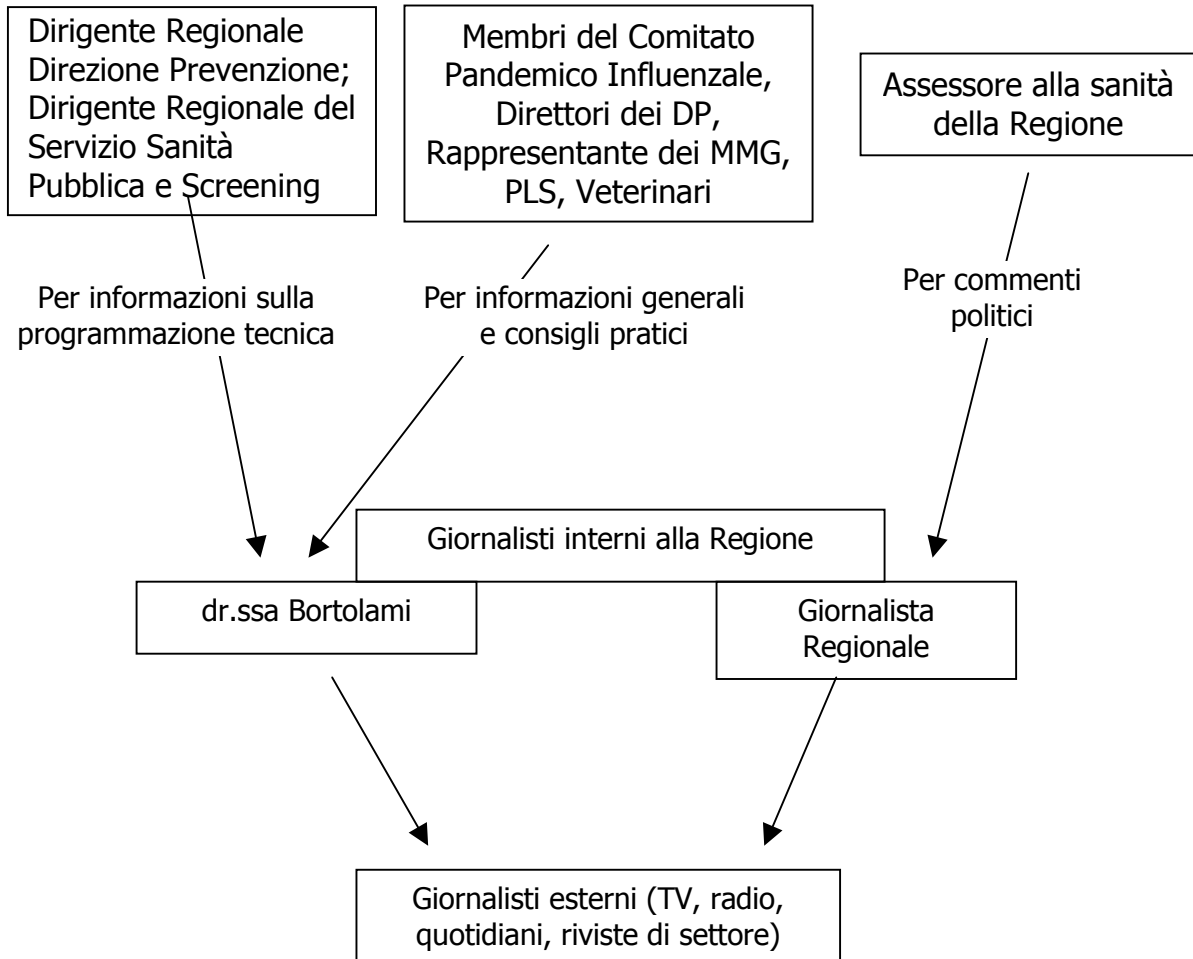 Dirigente Regionale
Direzione Prevenzione;
Dirigente Regionale del
Servizio Sanità
Pubblica e Screening
Membri del Comitato
Pandemico Influenzale,
Direttori dei DP,
Rappresentante dei MMG,
PLS, Veterinari
Assessore alla sanità
della Regione
Per informazioni sulla
programmazione tecnica
Per informazioni generali
e consigli pratici
Per commenti
politici
Giornalisti interni alla Regione
dr.ssa Bortolami
Giornalista
Regionale
Giornalisti esterni (TV, radio,
quotidiani, riviste di settore)